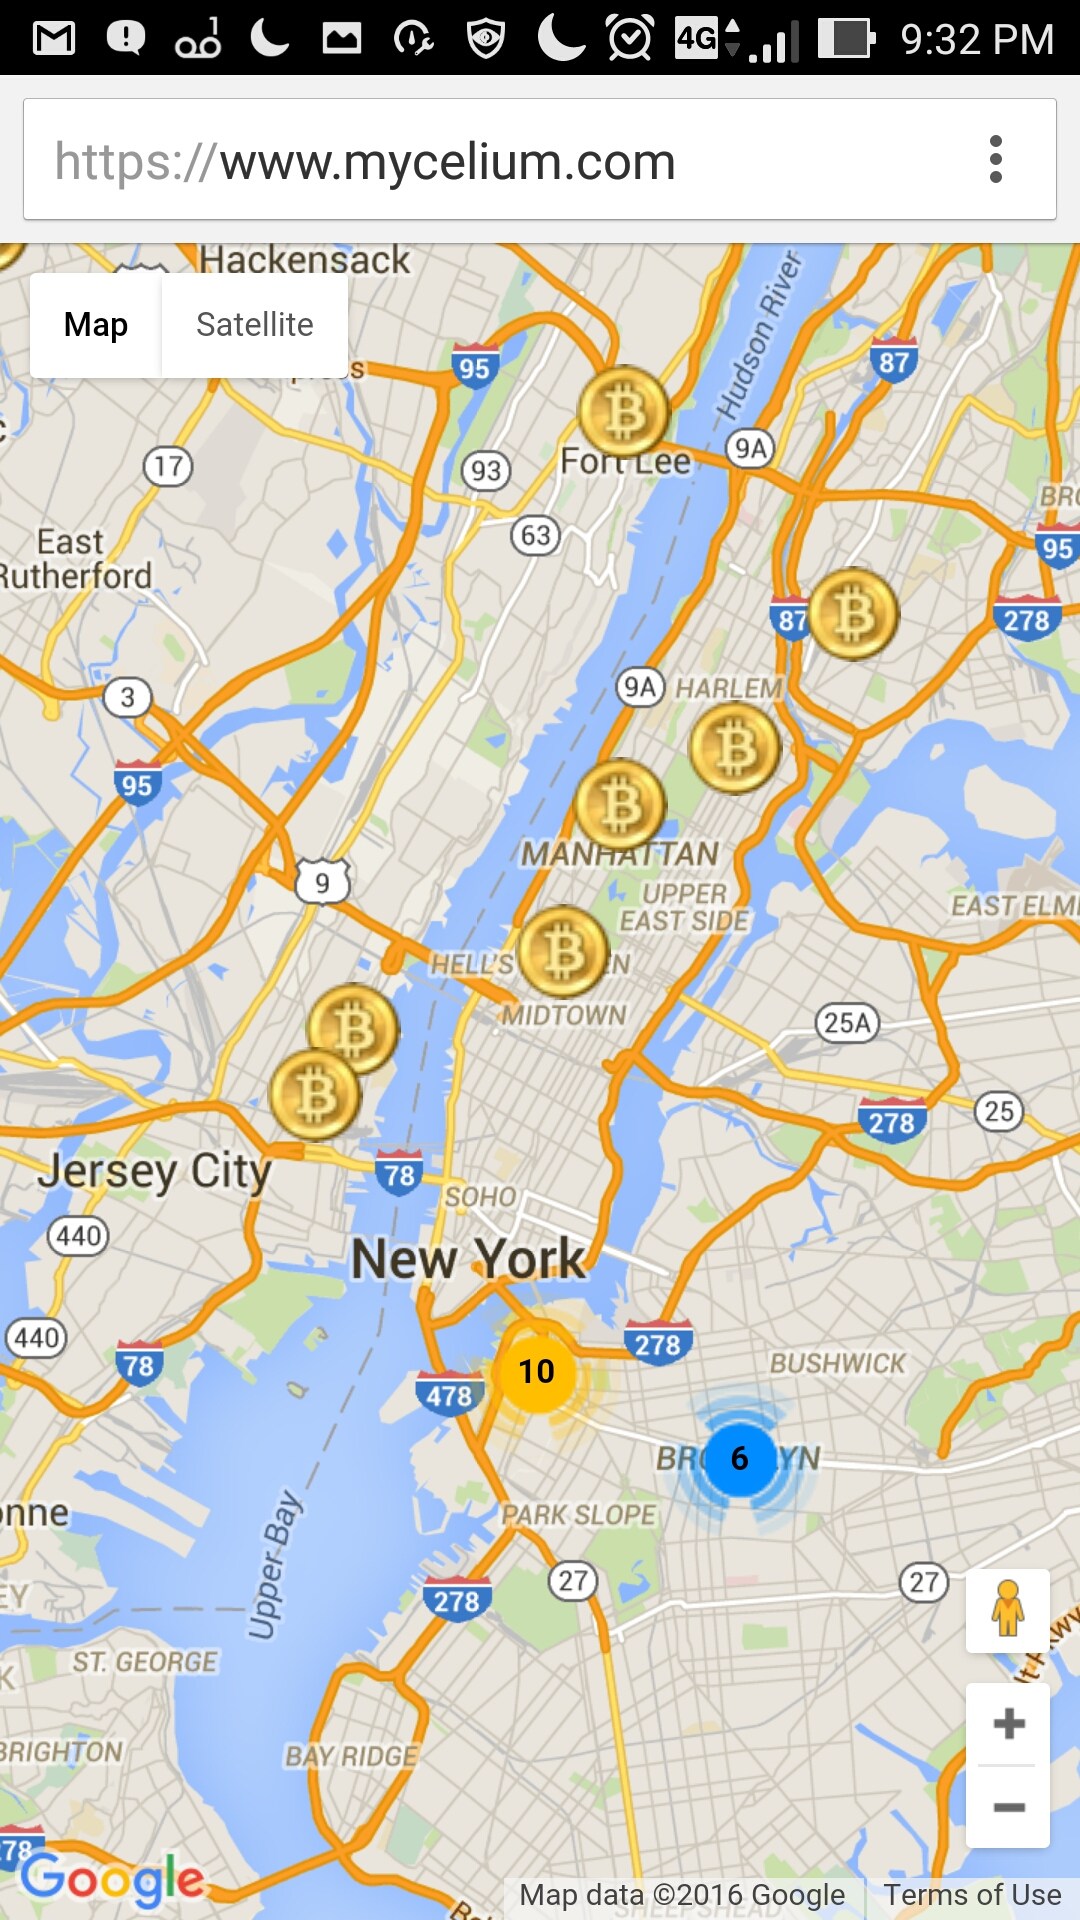 4G 9:32 PM
https://www.mycelium.com
Hackensack
Map Satellite
95
87
Hudson River
Fort Lee
9A
17
93
63
95
East
Rutherford
87
278
3
9A HARLEM
95
MANHATTAN
9
UPPER
EAST SIDE
HELL'S
MIDTOWN
25A
25
278
Jersey City
78
SOHO
440
New York
440
78
278
10
BUSHWICK
478
6
PARK SLOPE
Upper Bay
27
27
278
ST. GEORGE
BRIGHTON
BAY RIDGE
+
−
Google
Map data ©2016 Google Terms of Use